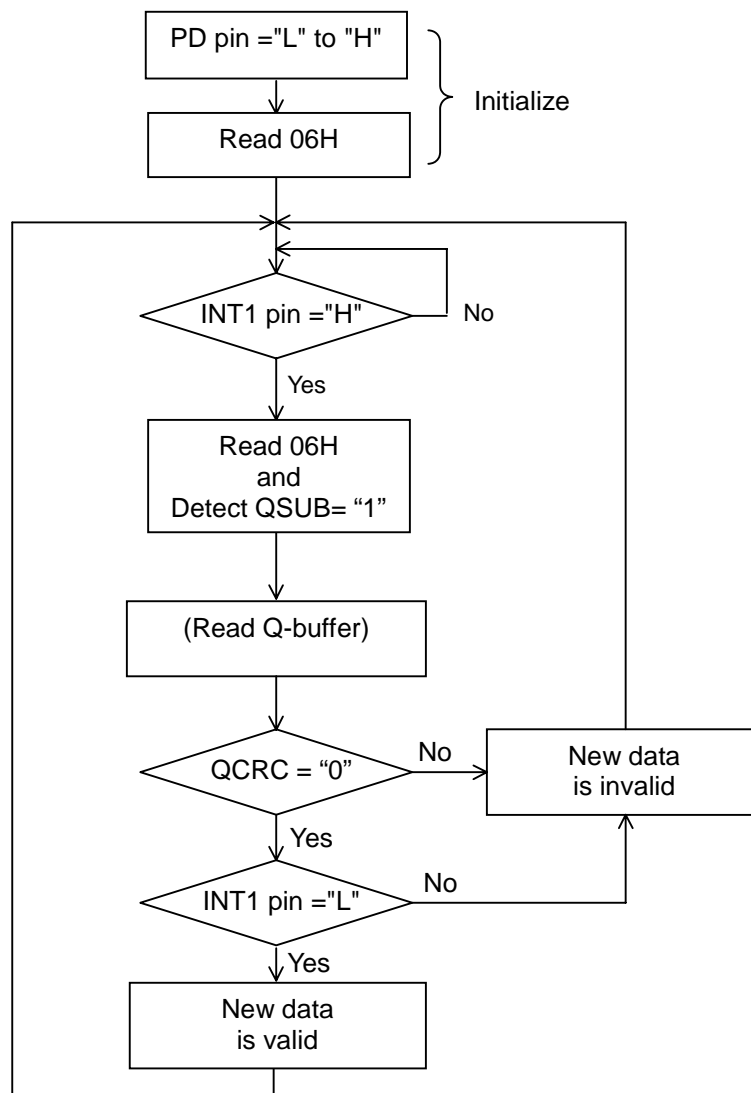 PD pin ="L" to "H"
Initialize
Read 06H
INT1 pin ="H"
No
Yes
Read 06H
and
Detect QSUB= “1”
(Read Q-buffer)
QCRC = “0”
No
New data
is invalid
Yes
INT1 pin ="L"
No
Yes
New data
is valid